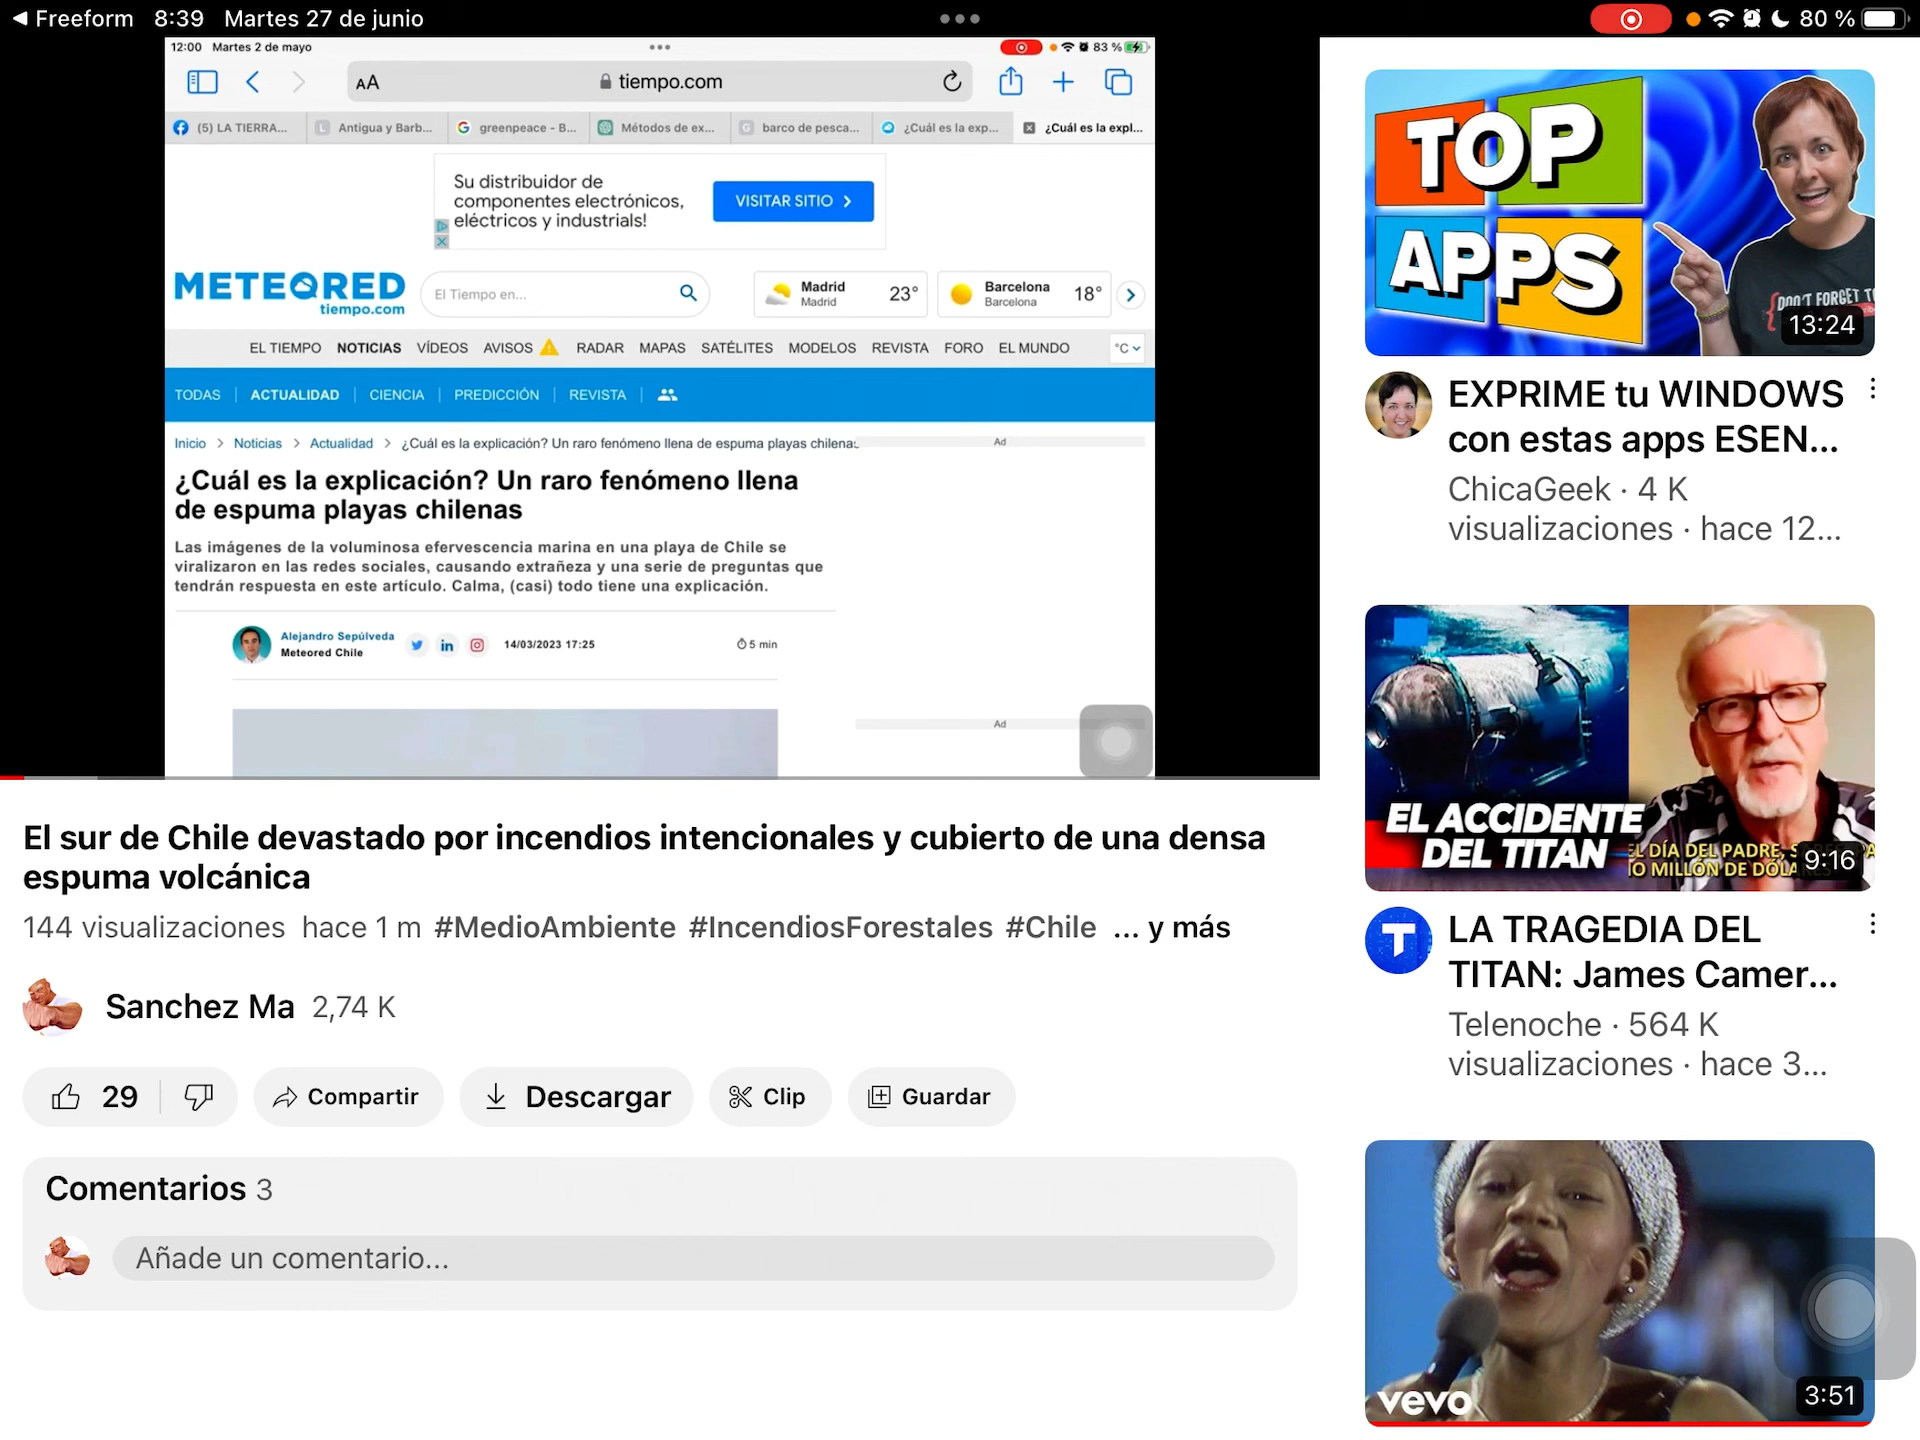 Freeform 8:39 Martes 27 de junio
80 %
12:00 Martes 2 de mayo
83 %
AA tiempo.com
(5) LA TIERRA...
Antigua y Barb...
greenpeace - B...
Métodos de ex...
barco de pesca...
¿Cuál es la exp...
¿Cuál es la expl...
Su distribuidor de
componentes electrónicos,
eléctricos y industrials!
VISITAR SITIO
METEORED
tiempo.com
El Tiempo en...
Madrid
Madrid
23°
Barcelona
Barcelona
18°
EL TIEMPO NOTICIAS VÍDEOS AVISOS RADAR MAPAS SATÉLITES MODELOS REVISTA FORO EL MUNDO °C
TODAS | ACTUALIDAD | CIENCIA | PREDICCIÓN | REVISTA |
Inicio > Noticias > Actualidad > ¿Cuál es la explicación? Un raro fenómeno llena de espuma playas chilenas
Ad
¿Cuál es la explicación? Un raro fenómeno llena
de espuma playas chilenas
Las imágenes de la voluminosa efervescencia marina en una playa de Chile se
viralizaron en las redes sociales, causando extrañeza y una serie de preguntas que
tendrán respuesta en este artículo. Calma, (casi) todo tiene una explicación.
Alejandro Sepúlveda
Meteored Chile
14/03/2023 17:25
5 min
Ad
El sur de Chile devastado por incendios intencionales y cubierto de una densa
espuma volcánica
144 visualizaciones hace 1 m #MedioAmbiente #IncendiosForestales #Chile ... y más
Sanchez Ma 2,74 K
29
Compartir
Descargar
Clip
Guardar
Comentarios 3
Añade un comentario...
TOP
APPS
DON'T FORGET
13:24
EXPRIME tu WINDOWS
con estas apps ESEN...
ChicaGeek · 4 K
visualizaciones · hace 12...
EL ACCIDENTE
DEL TITAN
EL DÍA DEL PADRE,
MILLÓN DE
9:16
T
LA TRAGEDIA DEL
TITAN: James Camer...
Telenoche · 564 K
visualizaciones · hace 3...
vevo
3:51